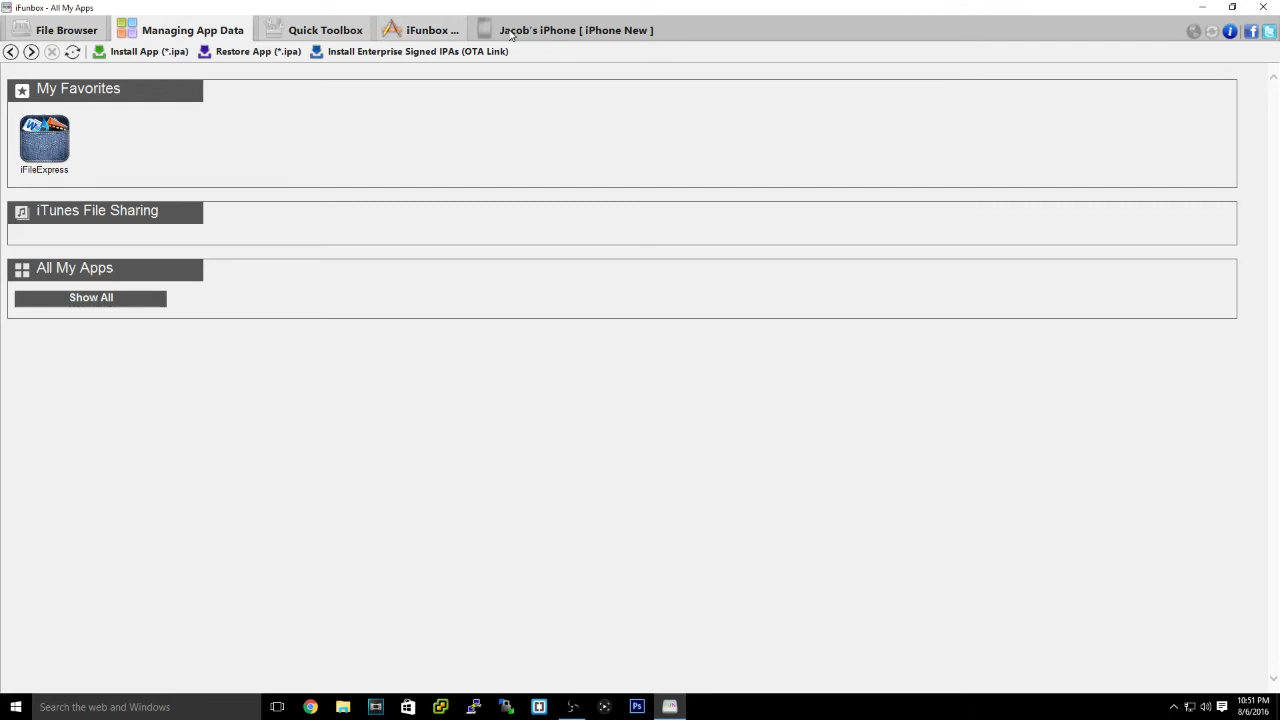 iFunbox - All My Apps
File Browser
Managing App Data
Quick Toolbox
iFunbox ...
Jacob's iPhone [ iPhone New ]
Install App (*.ipa)
Restore App (*.ipa)
Install Enterprise Signed IPAs (OTA Link)
My Favorites
iFileExpress
iTunes File Sharing
All My Apps
Show All
Search the web and Windows
Ps
10:51 PM
8/6/2016